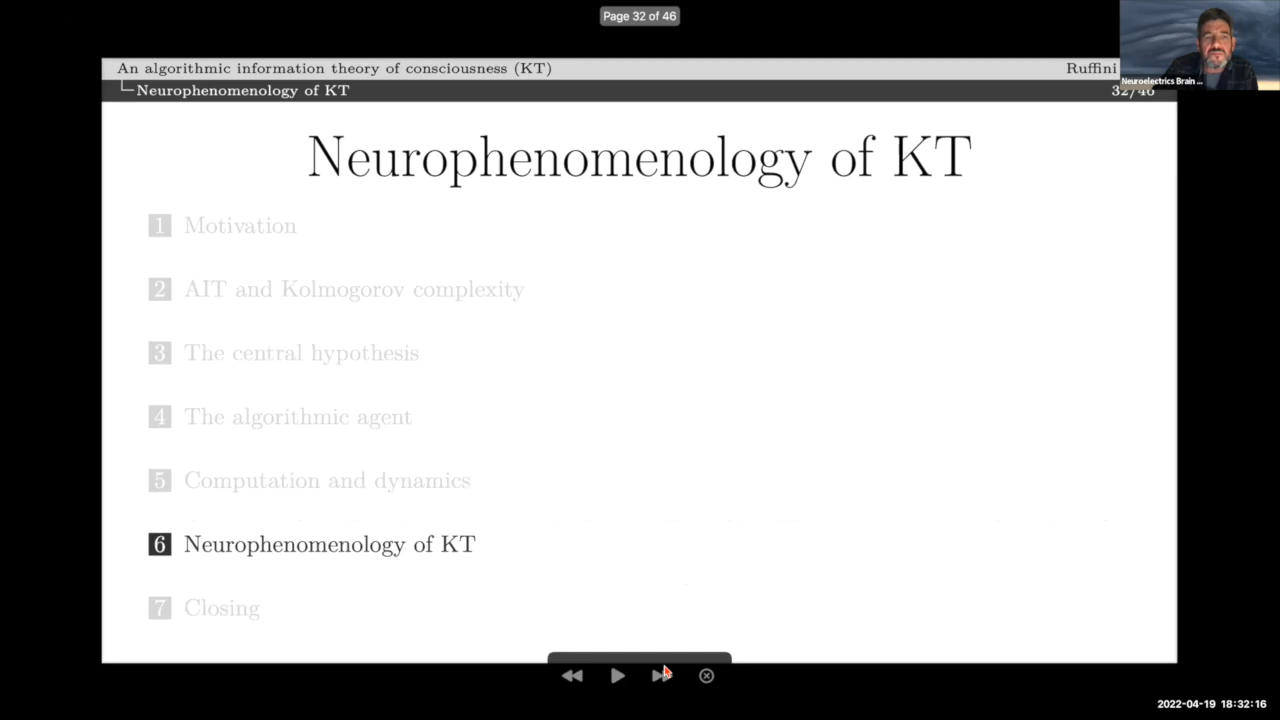 Page 32 of 46
An algorithmic information theory of consciousness (KT)
Ruffini
Neurophenomenology of KT
32/46
Neuroelectrics Brain ...
Neurophenomenology of KT
1 Motivation
2 AIT and Kolmogorov complexity
3 The central hypothesis
4 The algorithmic agent
5 Computation and dynamics
6 Neurophenomenology of KT
7 Closing
2022-04-19 18:32:16